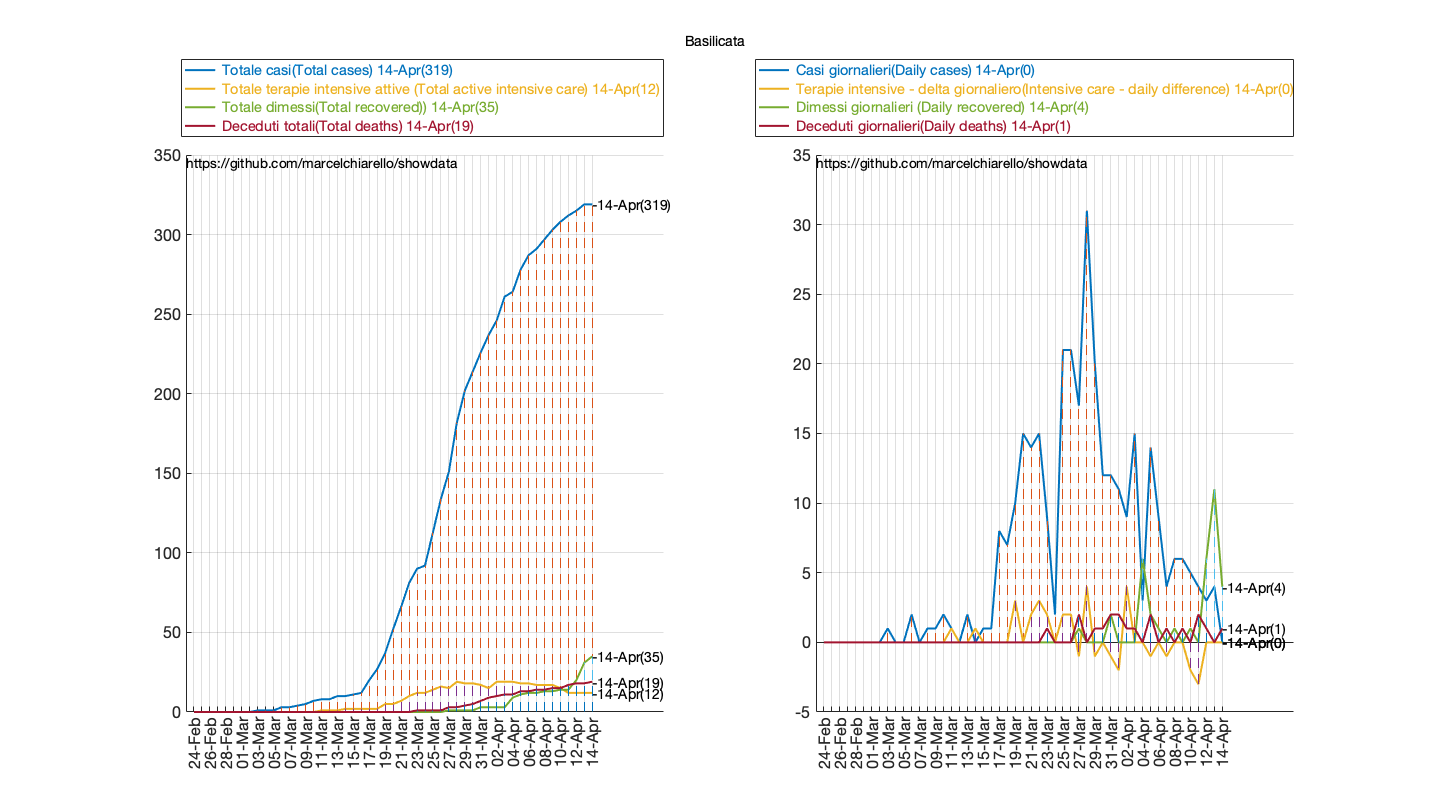 Basilicata
Totale casi(Total cases) 14-Apr(319)
Totale terapie intensive attive (Total active intensive care) 14-Apr(12)
Totale dimessi(Total recovered)) 14-Apr(35)
Deceduti totali(Total deaths) 14-Apr(19)
https://github.com/marcelchiarello/showdata
350
300
250
200
150
100
50
0
14-Apr(319)
14-Apr(35)
14-Apr(19)
14-Apr(12)
24-Feb
26-Feb
28-Feb
01-Mar
03-Mar
05-Mar
07-Mar
09-Mar
11-Mar
13-Mar
15-Mar
17-Mar
19-Mar
21-Mar
23-Mar
25-Mar
27-Mar
29-Mar
31-Mar
02-Apr
04-Apr
06-Apr
08-Apr
10-Apr
12-Apr
14-Apr
Casi giornalieri(Daily cases) 14-Apr(0)
Terapie intensive - delta giornaliero(Intensive care - daily difference) 14-Apr(0)
Dimessi giornalieri (Daily recovered) 14-Apr(4)
Deceduti giornalieri(Daily deaths) 14-Apr(1)
https://github.com/marcelchiarello/showdata
35
30
25
20
15
10
5
0
-5
14-Apr(4)
14-Apr(1)
14-Apr(0)
24-Feb
26-Feb
28-Feb
01-Mar
03-Mar
05-Mar
07-Mar
09-Mar
11-Mar
13-Mar
15-Mar
17-Mar
19-Mar
21-Mar
23-Mar
25-Mar
27-Mar
29-Mar
31-Mar
02-Apr
04-Apr
06-Apr
08-Apr
10-Apr
12-Apr
14-Apr